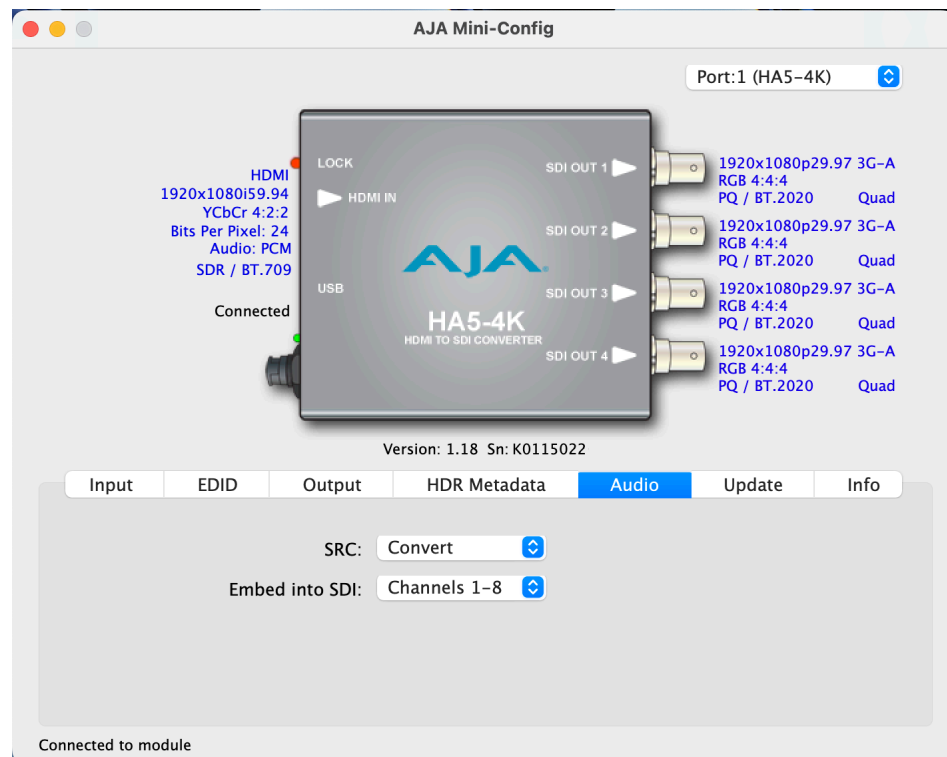 AJA Mini-Config
Port:1 (HA5-4K)
LOCK
HDMI
1920x1080i59.94
YCbCr 4:2:2
Bits Per Pixel: 24
Audio: PCM
SDR / BT.709
HDMI IN
USB
Connected
AJA
HA5-4K
HDMI TO SDI CONVERTER
SDI OUT 1
1920x1080p29.97 3G-A
RGB 4:4:4
PQ / BT.2020 Quad
SDI OUT 2
1920x1080p29.97 3G-A
RGB 4:4:4
PQ / BT.2020 Quad
SDI OUT 3
1920x1080p29.97 3G-A
RGB 4:4:4
PQ / BT.2020 Quad
SDI OUT 4
1920x1080p29.97 3G-A
RGB 4:4:4
PQ / BT.2020 Quad
Version: 1.18 Sn: K0115022
Input EDID Output HDR Metadata Audio Update Info
SRC: Convert
Embed into SDI: Channels 1-8
Connected to module